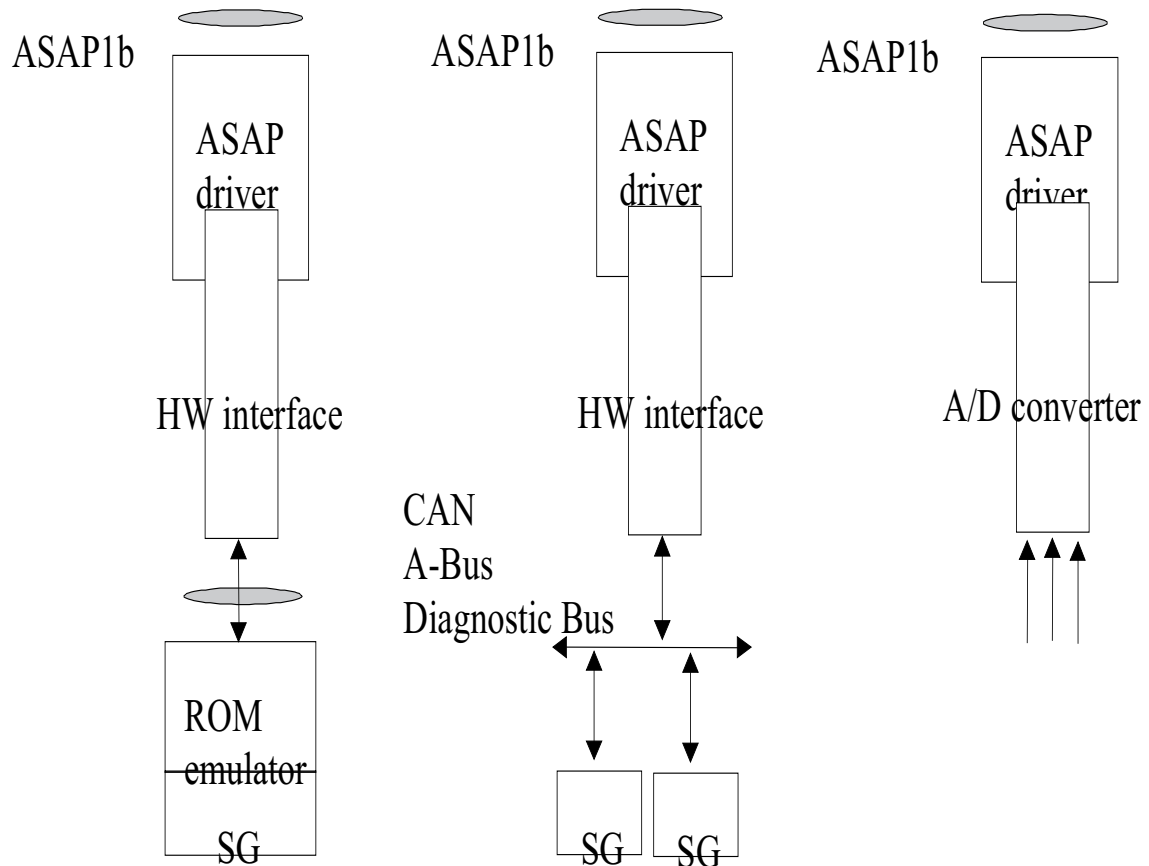 ASAP1b
ASAP
driver
HW interface
ROM
emulator
SG
ASAP1b
ASAP
driver
HW interface
CAN
A-Bus
Diagnostic Bus
SG
SG
ASAP1b
ASAP
driver
A/D converter